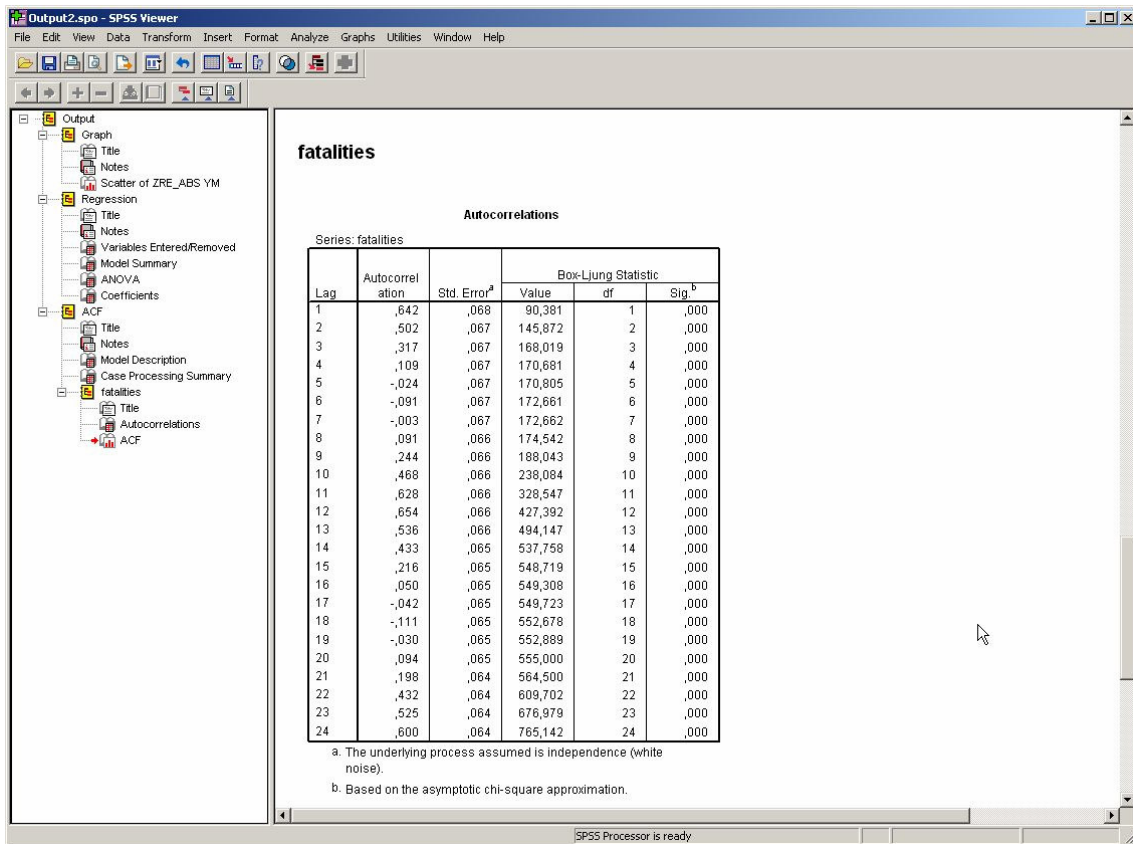 Output2.spo - SPSS Viewer
File Edit View Data Transform Insert Format Analyze Graphs Utilities Window Help
Output
Graph
Title
Notes
Scatter of ZRE_ABS YM
Regression
Title
Notes
Variables Entered/Removed
Model Summary
ANOVA
Coefficients
ACF
Title
Notes
Model Description
Case Processing Summary
fatalities
Title
Autocorrelations
ACF
fatalities
Autocorrelations
Series: fatalities
Box-Ljung Statistic
Lag Autocorrel ation Std. Error a Value df Sig. b
1 ,642 ,068 90,381 1 ,000
2 ,502 ,067 145,872 2 ,000
3 ,317 ,067 168,019 3 ,000
4 ,109 ,067 170,681 4 ,000
5 -,024 ,067 170,805 5 ,000
6 -,091 ,067 172,661 6 ,000
7 -,003 ,067 172,662 7 ,000
8 ,091 ,066 174,542 8 ,000
9 ,244 ,066 188,043 9 ,000
10 ,468 ,066 238,084 10 ,000
11 ,628 ,066 328,547 11 ,000
12 ,654 ,066 427,392 12 ,000
13 ,536 ,066 494,147 13 ,000
14 ,433 ,065 537,758 14 ,000
15 ,216 ,065 548,719 15 ,000
16 ,050 ,065 549,308 16 ,000
17 -,042 ,065 549,723 17 ,000
18 -,111 ,065 552,678 18 ,000
19 -,030 ,065 552,889 19 ,000
20 ,094 ,065 555,000 20 ,000
21 ,198 ,064 564,500 21 ,000
22 ,432 ,064 609,702 22 ,000
23 ,525 ,064 676,979 23 ,000
24 ,600 ,064 765,142 24 ,000
a. The underlying process assumed is independence (white
noise).
b. Based on the asymptotic chi-square approximation.
SPSS Processor is ready